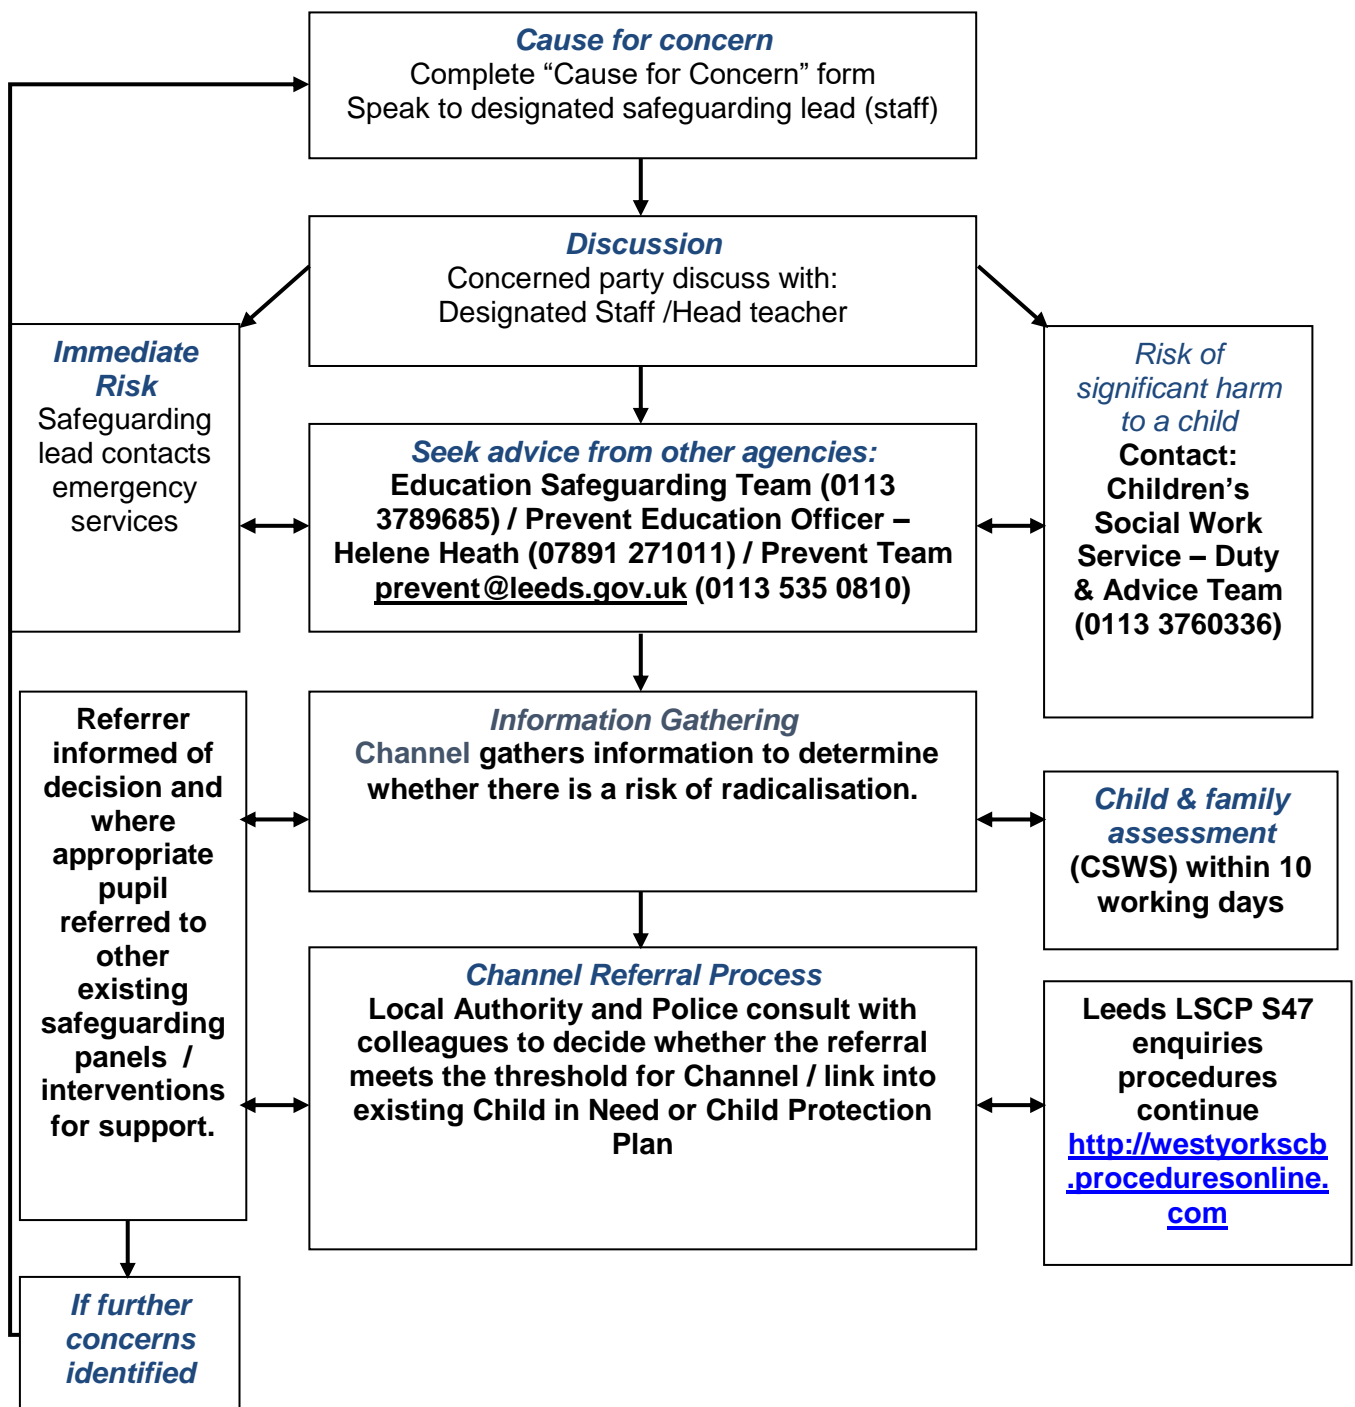 Cause for concern
Complete “Cause for Concern” form
Speak to designated safeguarding lead (staff)
Discussion
Concerned party discuss with:
Designated Staff /Head teacher
Immediate
Risk
Safeguarding
lead contacts
emergency
services
Seek advice from other agencies:
Education Safeguarding Team (0113
3789685) / Prevent Education Officer –
Helene Heath (07891 271011) / Prevent Team
prevent@leeds.gov.uk (0113 535 0810)
Risk of
significant harm
to a child
Contact:
Children’s
Social Work
Service – Duty
& Advice Team
(0113 3760336)
Referrer
informed of
decision and
where
appropriate
pupil
referred to
other
existing
safeguarding
panels /
interventions
for support.
Information Gathering
Channel gathers information to determine
whether there is a risk of radicalisation.
Child & family
assessment
(CSWS) within 10
working days
Channel Referral Process
Local Authority and Police consult with
colleagues to decide whether the referral
meets the threshold for Channel / link into
existing Child in Need or Child Protection
Plan
Leeds LSCP S47
enquiries
procedures
continue
http://westyorkscb
.proceduresonline.
com
If further
concerns
identified